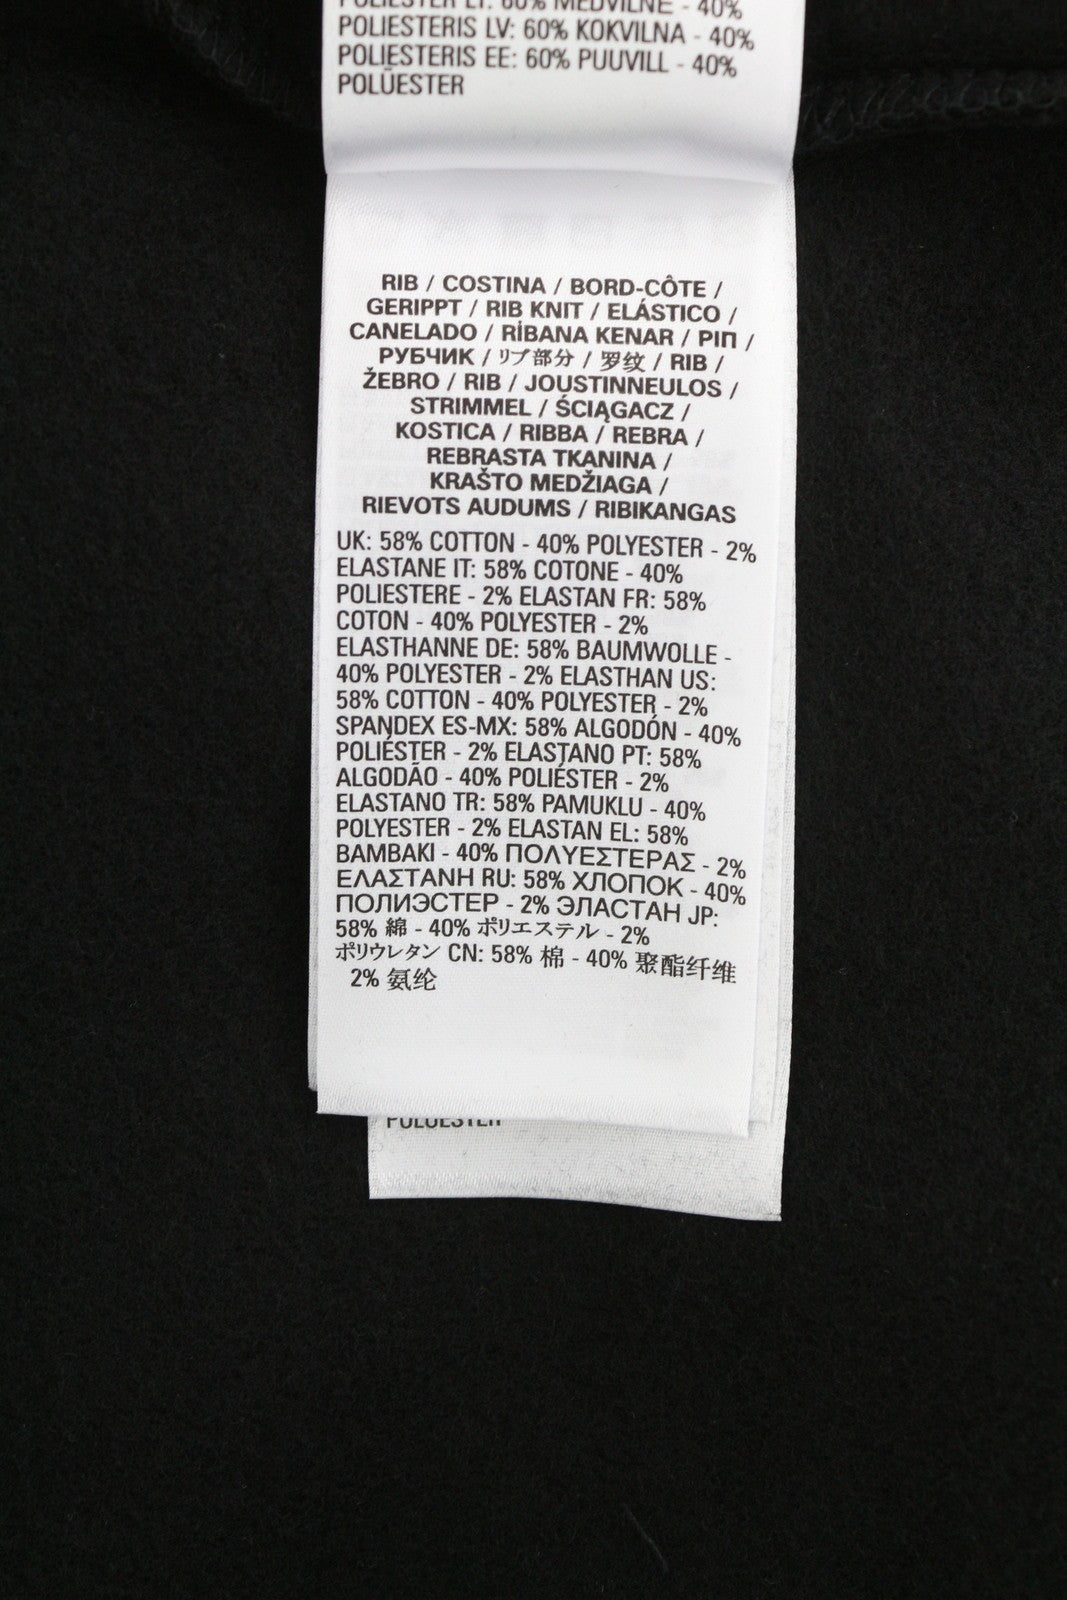 POLIESTER LT: 60% MEDVILNE - 40%
POLIESTERIS LV: 60% KOKVILNA - 40%
POLIESTERIS EE: 60% PUUVILL - 40%
POLÜESTER
RIB / COSTINA / BORD-CÔTE /
GERIPPT / RIB KNIT / ELÁSTICO /
CANELADO / RİBANA KENAR / ΡΙΠ /
РУБЧИК / リブ部分 / 罗纹 / RIB /
ŽEBRO / RIB / JOUSTINNEULOS /
STRIMMEL / ŚCIĄGACZ /
KOSTICA / RIBBA / REBRA /
REBRASTA TKANINA /
KRAŠTO MEDŽIAGA /
RIEVOTS AUDUMS / RIBIKANGAS
UK: 58% COTTON - 40% POLYESTER - 2%
ELASTANE IT: 58% COTONE - 40%
POLIESTERE - 2% ELASTAN FR: 58%
COTON - 40% POLYESTER - 2%
ELASTHANNE DE: 58% BAUMWOLLE -
40% POLYESTER - 2% ELASTHAN US:
58% COTTON - 40% POLYESTER - 2%
SPANDEX ES-MX: 58% ALGODÓN - 40%
POLIÉSTER - 2% ELASTANO PT: 58%
ALGODÃO - 40% POLIÉSTER - 2%
ELASTANO TR: 58% PAMUKLU - 40%
POLYESTER - 2% ELASTAN EL: 58%
BAMBAKI - 40% ΠΟΛΥΕΣΤΕΡΑΣ - 2%
ΕΛΑΣΤΑΝΗ RU: 58% ХЛОПОК - 40%
ПОЛИЭСТЕР - 2% ЭЛАСТАН JP:
58% 綿 - 40% ポリエステル - 2%
ポリウレタン CN: 58% 棉 - 40% 聚酯纤维
2% 氨纶
POLÜESTER